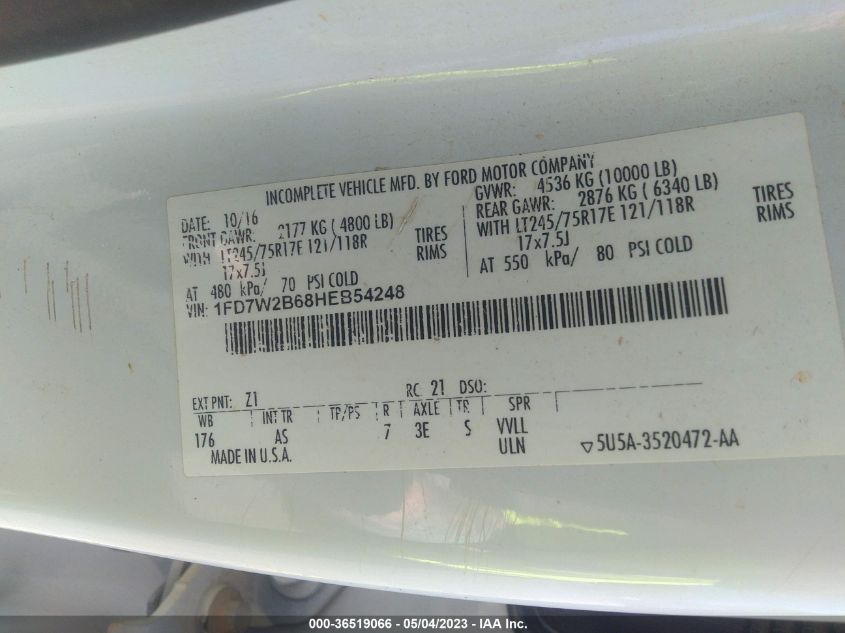 INCOMPLETE VEHICLE MFD. BY FORD MOTOR COMPANY
DATE: 10/16
FRONT GAWR: 2177 KG ( 4800 LB)
WITH LT245/75R17E 121/118R TIRES
17x7.5J RIMS
AT 480 kPa/ 70 PSI COLD
GVWR: 4536 KG (10000 LB)
REAR GAWR: 2876 KG ( 6340 LB)
WITH LT245/75R17E 121/118R TIRES
17x7.5J RIMS
AT 550 kPa/ 80 PSI COLD
VIN: 1FD7W2B68HEB54248
EXT PNT: Z1 RC: 21 DSO:
WB INT TR TP/PS R AXLE TR SPR
176 AS 7 3E S VVLL
ULN
MADE IN U.S.A.
▽5U5A-3520472-AA
000-36519066 - 05/04/2023 - IAA Inc.